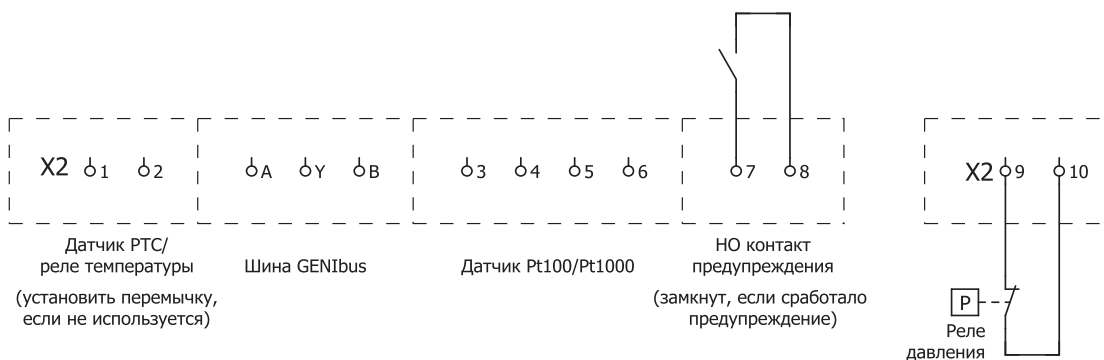 X2 1 2 A Y B 3 4 5 6 7 8 X2 9 10
Датчик PTC/
реле температуры
(установить перемычку,
если не используется)
Шина GENIbus
Датчик Pt100/Pt1000
НО контакт
предупреждения
(замкнут, если сработало
предупреждение)
P
Реле
давления